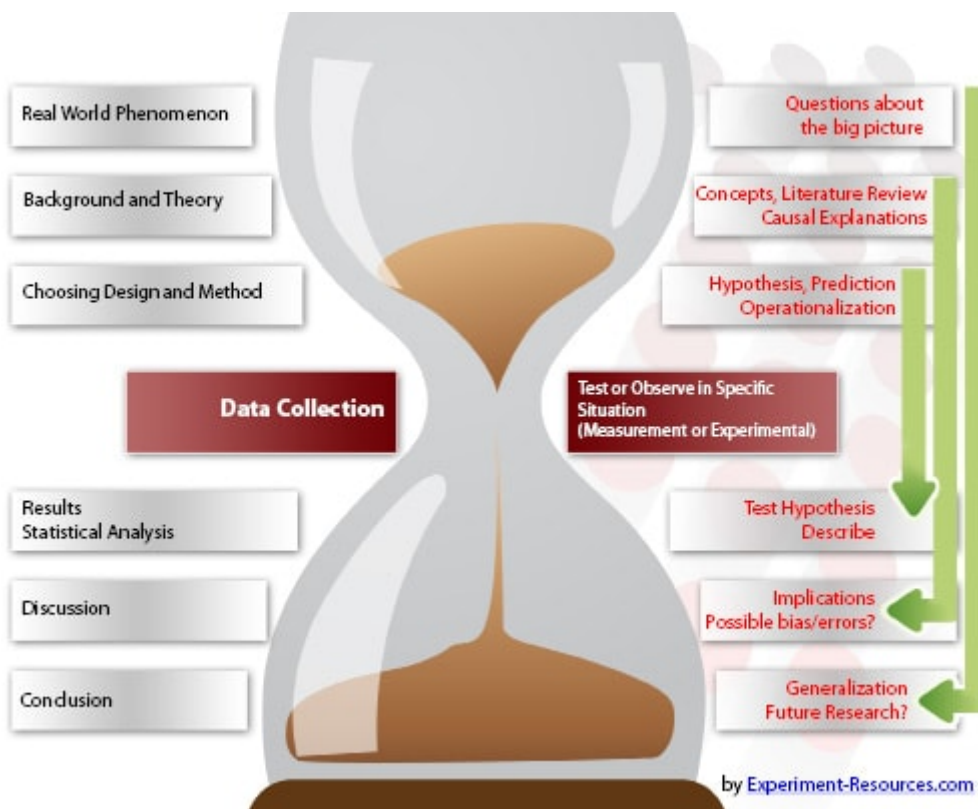 Real World Phenomenon
Questions about
the big picture
Background and Theory
Concepts, Literature Review
Causal Explanations
Choosing Design and Method
Hypothesis, Prediction
Operationalization
Data Collection
Test or Observe in Specific
Situation
(Measurement or Experimental)
Results
Statistical Analysis
Test Hypothesis
Describe
Discussion
Implications
Possible bias/errors?
Conclusion
Generalization
Future Research?
by Experiment-Resources.com